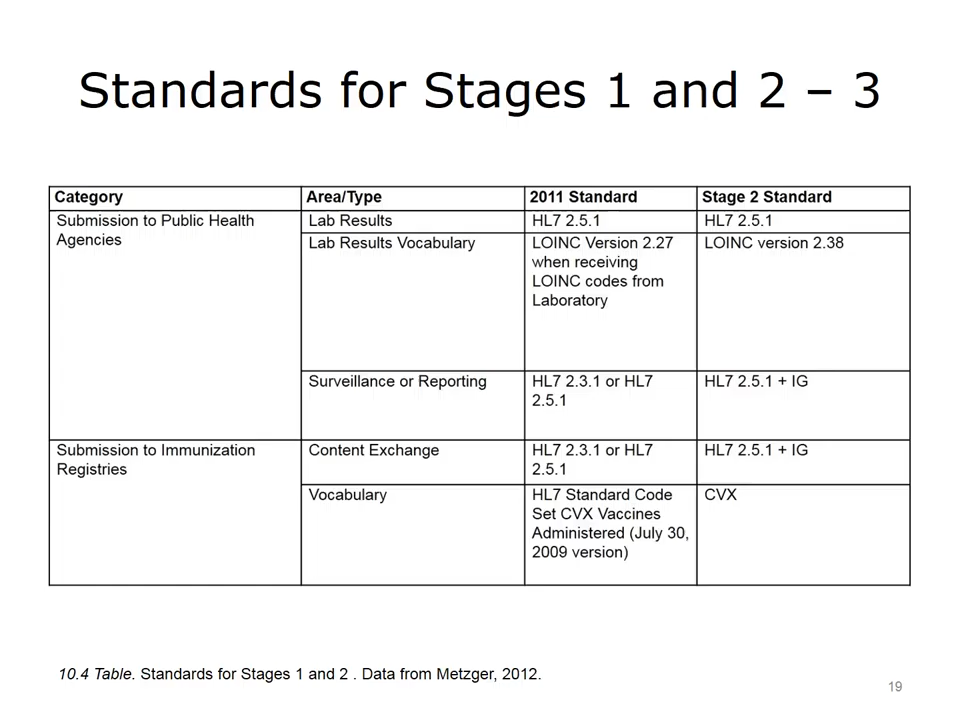 Standards for Stages 1 and 2 – 3
Category
Area/Type
2011 Standard
Stage 2 Standard
Submission to Public Health
Agencies
Lab Results
HL7 2.5.1
HL7 2.5.1
Lab Results Vocabulary
LOINC Version 2.27
when receiving
LOINC codes from
Laboratory
LOINC version 2.38
Surveillance or Reporting
HL7 2.3.1 or HL7
2.5.1
HL7 2.5.1 + IG
Submission to Immunization
Registries
Content Exchange
HL7 2.3.1 or HL7
2.5.1
HL7 2.5.1 + IG
Vocabulary
HL7 Standard Code
Set CVX Vaccines
Administered (July 30,
2009 version)
CVX
10.4 Table. Standards for Stages 1 and 2 . Data from Metzger, 2012.
19